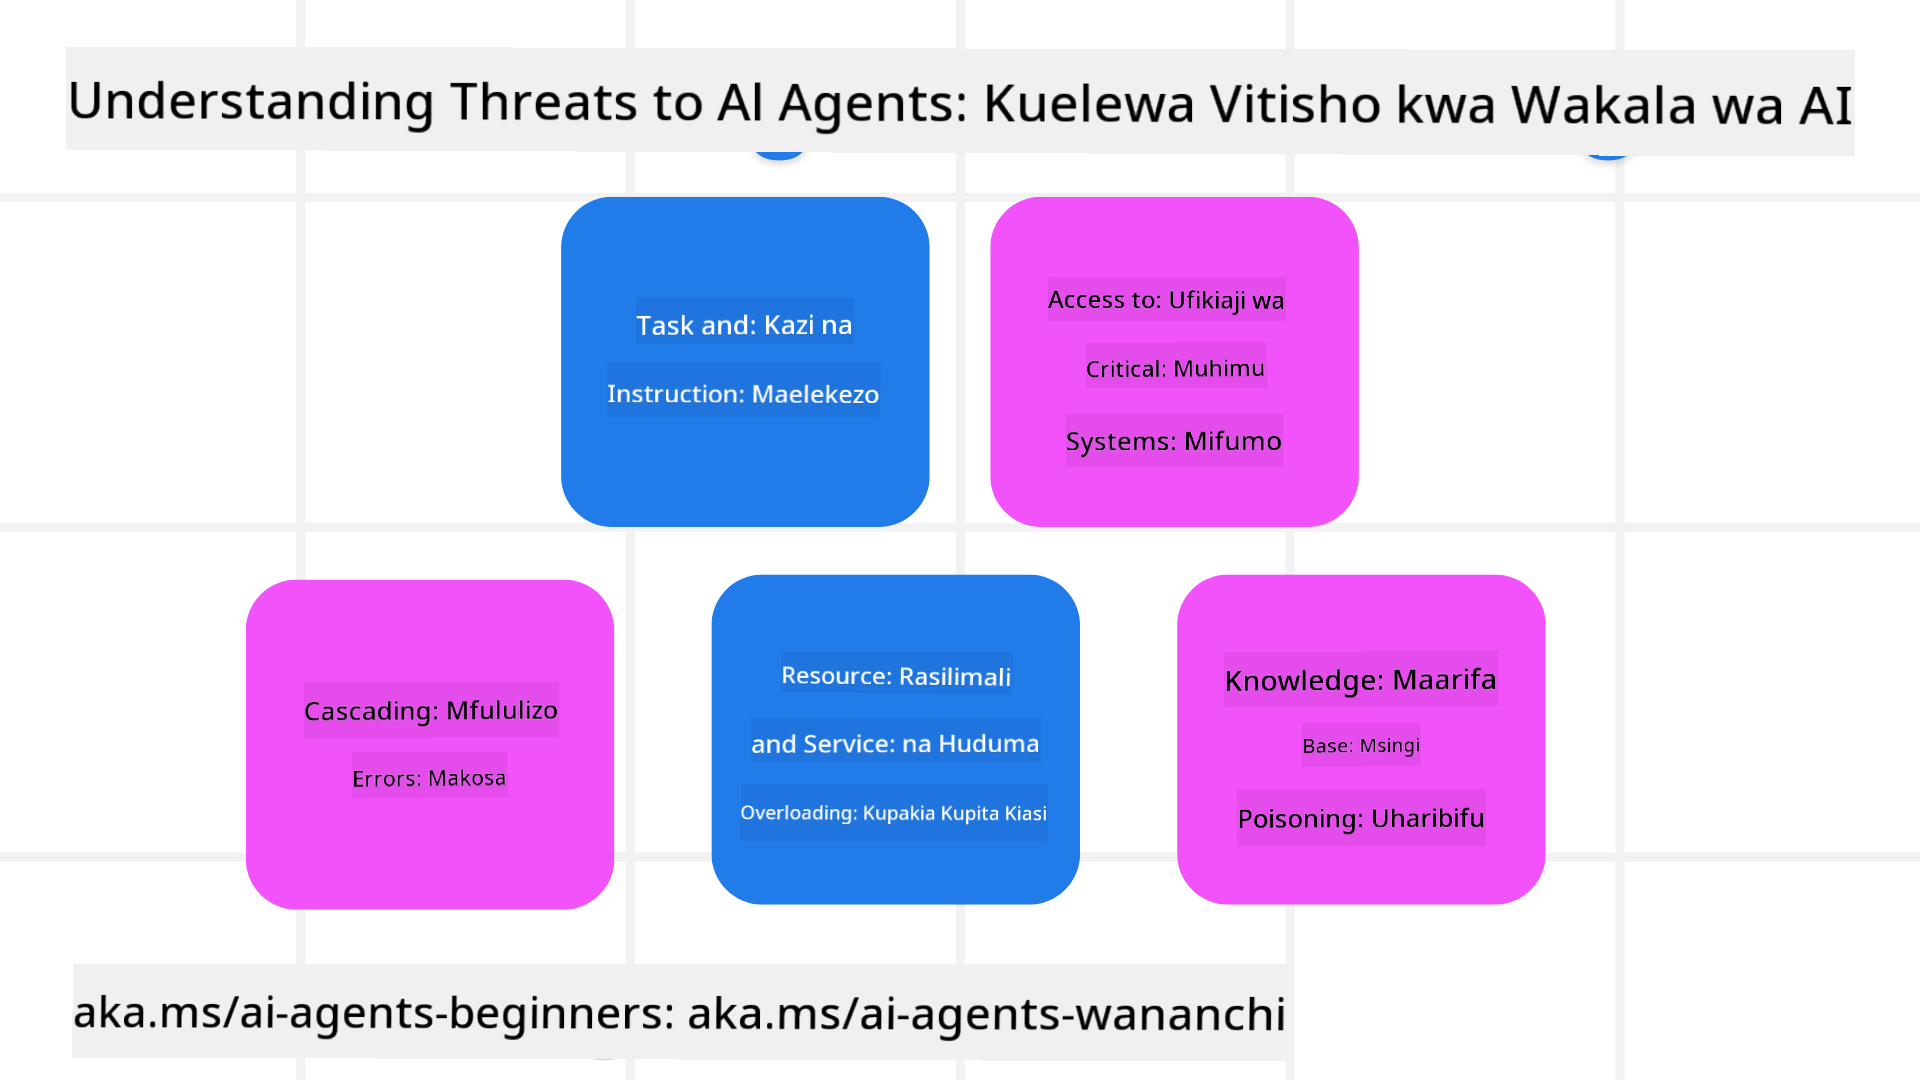 Understanding Threats to Al Agents: Kuelewa Vitisho kwa Wakala wa AI
Task and: Kazi na
Instruction: Maelekezo
Access to: Ufikiaji wa
Critical: Muhimu
Systems: Mifumo
Cascading: Mfululizo
Errors: Makosa
Resource: Rasilimali
and Service: na Huduma
Overloading: Kupakia Kupita Kiasi
Knowledge: Maarifa
Base: Msingi
Poisoning: Uharibifu
aka.ms/ai-agents-beginners: aka.ms/ai-agents-wananchi